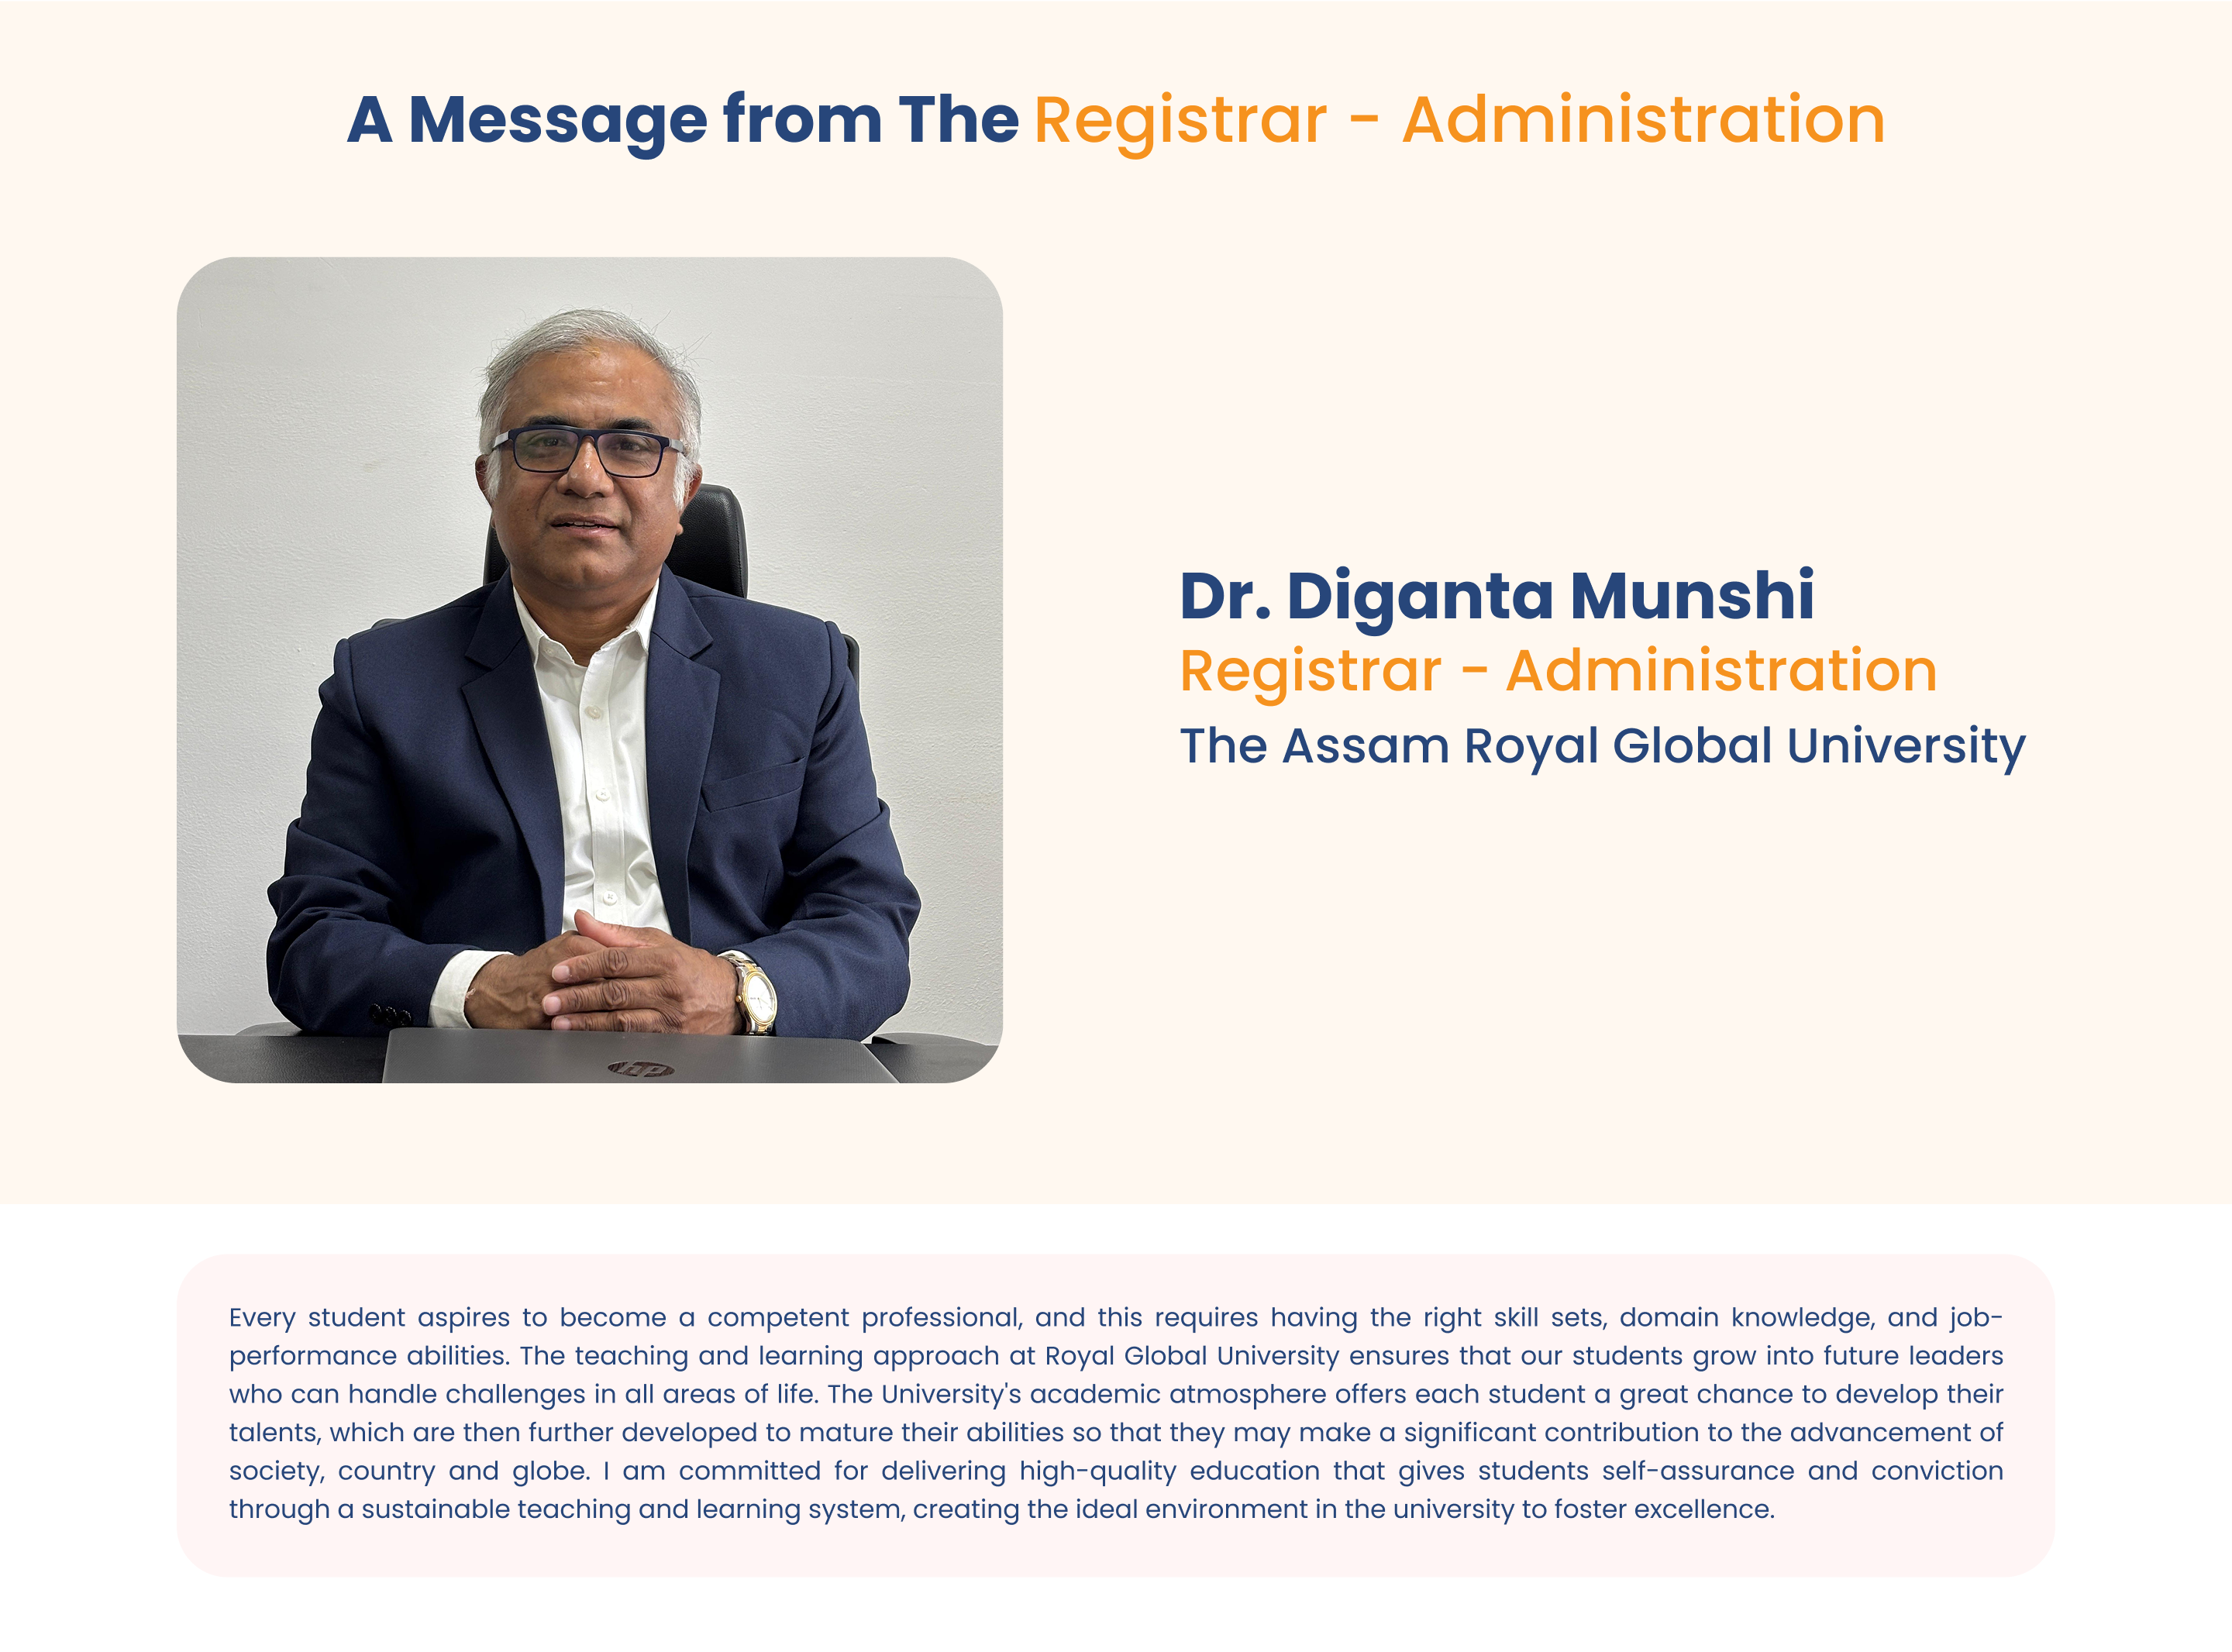 A Message from The Registrar - Administration
hp
Dr. Diganta Munshi
Registrar - Administration
The Assam Royal Global University
Every student aspires to become a competent professional, and this requires having the right skill sets, domain knowledge, and job-
performance abilities. The teaching and learning approach at Royal Global University ensures that our students grow into future leaders
who can handle challenges in all areas of life. The University's academic atmosphere offers each student a great chance to develop their
talents, which are then further developed to mature their abilities so that they may make a significant contribution to the advancement of
society, country and globe. I am committed for delivering high-quality education that gives students self-assurance and conviction
through a sustainable teaching and learning system, creating the ideal environment in the university to foster excellence.